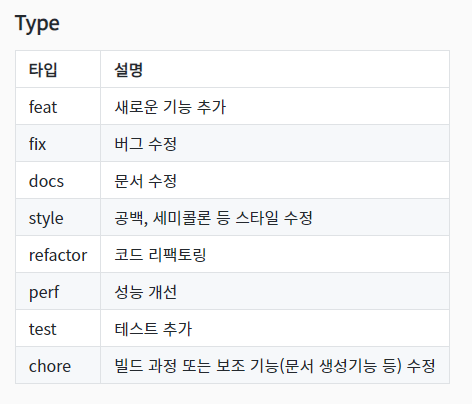 Type
타입 설명
feat 새로운 기능 추가
fix 버그 수정
docs 문서 수정
style 공백, 세미콜론 등 스타일 수정
refactor 코드 리팩토링
perf 성능 개선
test 테스트 추가
chore 빌드 과정 또는 보조 기능(문서 생성기능 등) 수정